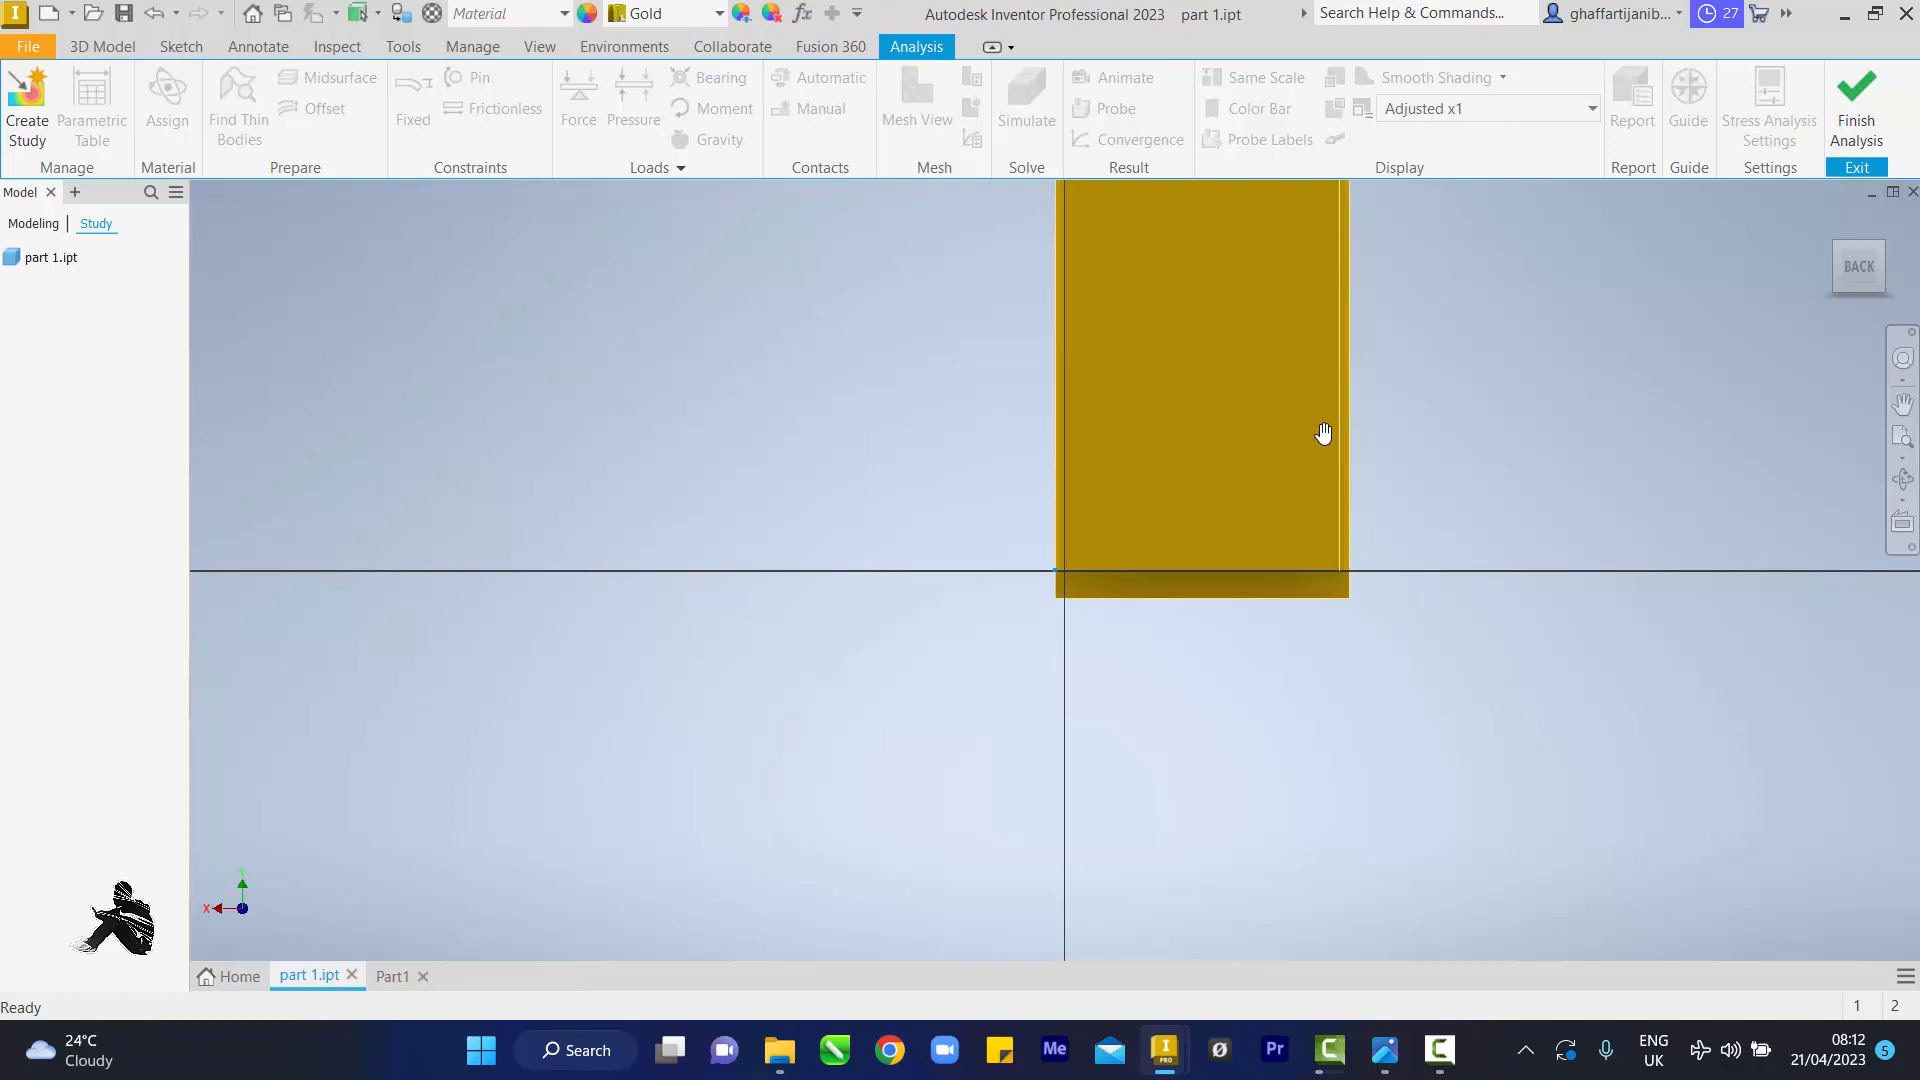 Material
Gold
Autodesk Inventor Professional 2023 part 1.ipt
Search Help & Commands...
ghaffartijanib...
27
File 3D Model Sketch Annotate Inspect Tools Manage View Environments Collaborate Fusion 360 Analysis
Create Study
Parametric Table
Manage
Assign
Material
Find Thin Bodies
Midsurface
Offset
Prepare
Fixed
Pin
Frictionless
Constraints
Force
Pressure
Bearing
Moment
Gravity
Loads
Automatic
Manual
Contacts
Mesh View
Mesh
Simulate
Solve
Animate
Probe
Convergence
Result
Same Scale
Color Bar
Probe Labels
Smooth Shading
Adjusted x1
Display
Report
Report
Guide
Guide
Stress Analysis Settings
Settings
Finish Analysis
Exit
Model
Modeling Study
part 1.ipt
BACK
Y
X
Home part 1.ipt Part1
Ready
1 2
24°C
Cloudy
Search
Me
I
PRO
Pr
ENG
UK
08:12
21/04/2023
5